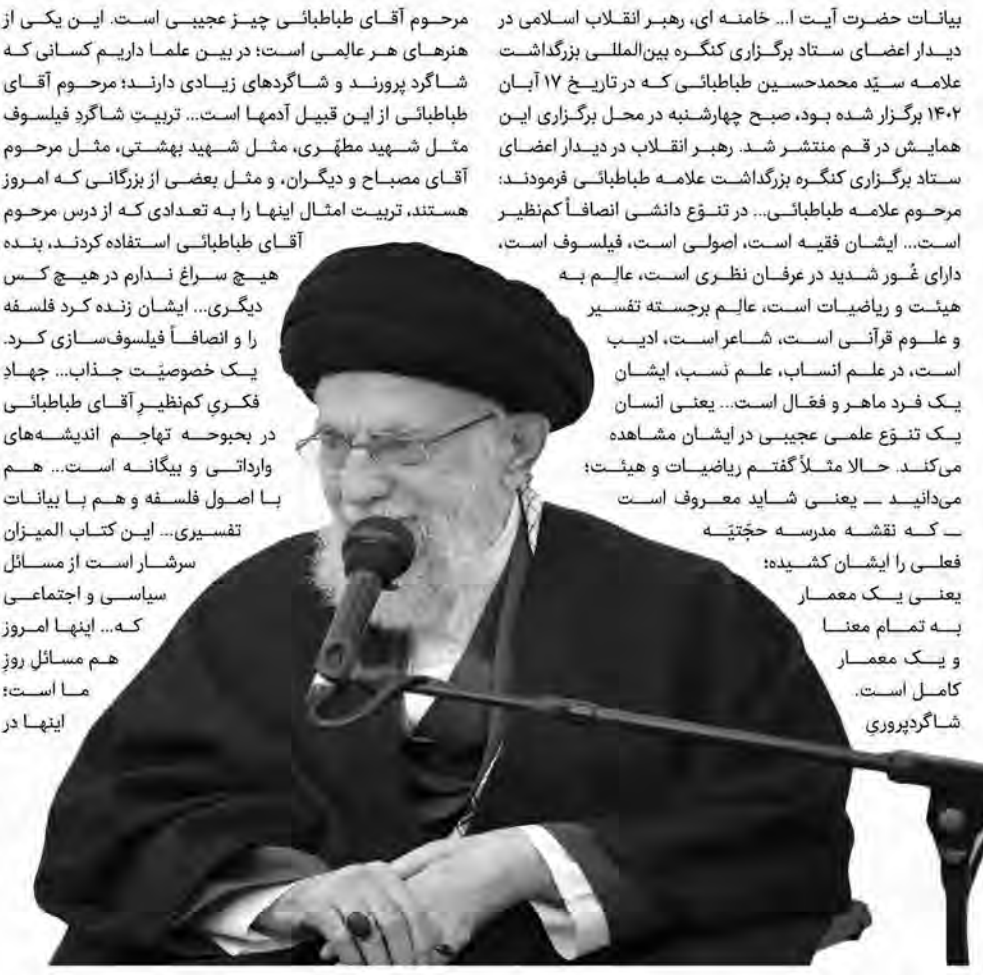 بیانات حضرت آیت ا... خامنه ای، رهبر انقلاب اسلامی در
دیدار اعضای ستاد برگزاری کنگره بین‌المللی بزرگداشت
علامه سیّد محمدحسین طباطبائی که در تاریخ ۱۷ آبان
۱۴۰۲ برگزار شده بود، صبح چهارشنبه در محل برگزاری این
همایش در قم منتشر شد. رهبر انقلاب در دیدار اعضای
ستاد برگزاری کنگره بزرگداشت علامه طباطبائی فرمودند:
مرحوم علامه طباطبائی... در تنوّع دانشی انصافاً کم‌نظیر
است... ایشان فقیه است، اصولی است، فیلسوف است،
دارای غُور شدید در عرفان نظری است، عالِم به
هیئت و ریاضیات است، عالِم برجسته تفسیر
و علوم قرآنی است، شاعر است، ادیب
است، در علم انساب، علم نسب، ایشان
یک فرد ماهر و فعّال است... یعنی انسان
یک تنوّع علمی عجیبی در ایشان مشاهده
می‌کند. حالا مثلاً گفتم ریاضیات و هیئت؛
می‌دانید ــ یعنی شاید معروف است
ــ که نقشه مدرسه حجّتیّه
فعلی را ایشان کشیده؛
یعنی یک معمار
به تمام معنا
و یک معمار
کامل است.
شاگردپروریِ
مرحوم آقای طباطبائی چیز عجیبی است. این یکی از
هنرهای هر عالِمی است؛ در بین علما داریم کسانی که
شاگرد پرورند و شاگردهای زیادی دارند؛ مرحوم آقای
طباطبائی از این قبیل آدمها است... تربیتِ شاگردِ فیلسوف
مثل شهید مطهّری، مثل شهید بهشتی، مثل مرحوم
آقای مصباح و دیگران، و مثل بعضی از بزرگانی که امروز
هستند، تربیت امثال اینها را به تعدادی که از درس مرحوم
آقای طباطبائی استفاده کردند، بنده
هیچ سراغ ندارم در هیچ کس
دیگری... ایشان زنده کرد فلسفه
را و انصافاً فیلسوف‌سازی کرد.
یک خصوصیّت جذاب... جهادِ
فکریِ کم‌نظیرِ آقای طباطبائی
در بحبوحه تهاجم اندیشه‌های
وارداتی و بیگانه است... هم
با اصول فلسفه و هم با بیانات
تفسیری... این کتاب المیزان
سرشار است از مسائل
سیاسی و اجتماعی
که... اینها امروز
هم مسائلِ روزِ
ما است؛
اینها در